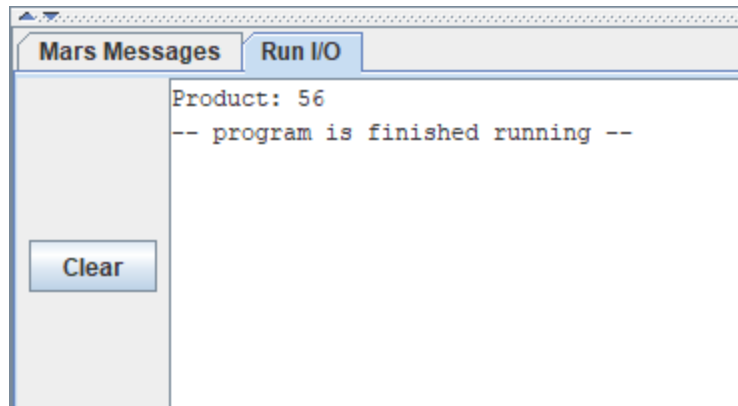 Mars Messages Run I/O
Product: 56
-- program is finished running --
Clear